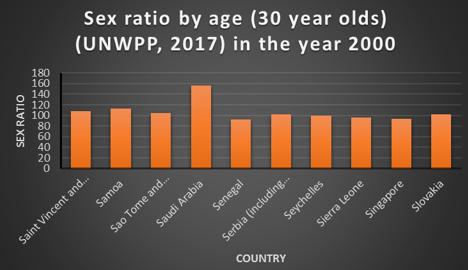 Sex ratio by age (30 year olds)
(UNWPP, 2017) in the year 2000
SEX RATIO
180
160
140
120
100
80
60
40
20
0
Saint Vincent and...
Samoa
Sao Tome and...
Saudi Arabia
Senegal
Serbia (including...
Seychelles
Sierra Leone
Singapore
Slovakia
COUNTRY